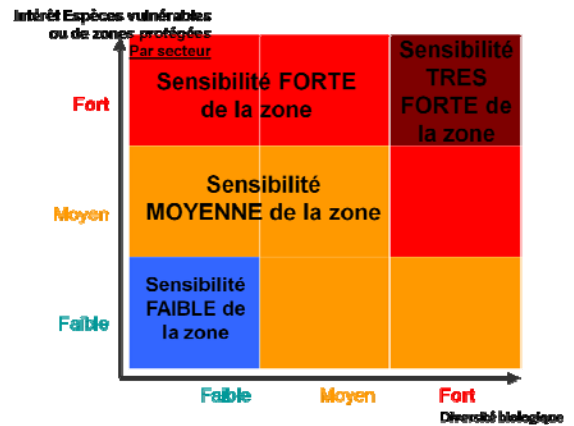 Intérêt Espèces vulnérables
ou de zones protégées
Par secteur
Sensibilité FORTE
de la zone
Sensibilité
TRES
FORTE de
la zone
Fort
Sensibilité
MOYENNE de la zone
Moyen
Sensibilité
FAIBLE de
la zone
Faible
Faible Moyen Fort
Diversité biologique